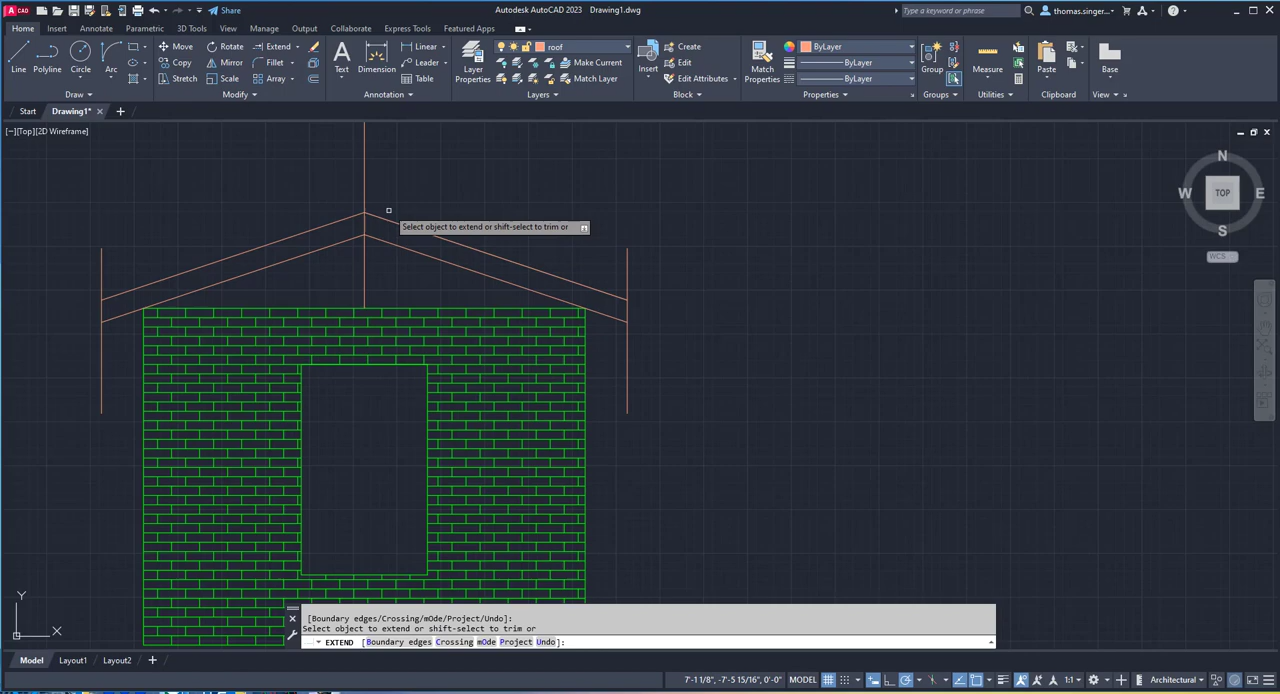 A CAD Share AutoCAD 2023 Drawing1.dwg Type a keyword or phrase thomas.singer...
Home Insert Annotate Parametric 3D Tools View Manage Output Collaborate Express Tools Featured Apps
Line Polyline Circle Arc Move Rotate Extend Text Dimension Linear Layer Properties roof Insert Create Match Properties ByLayer Group Measure Paste Base
Copy Mirror Fillet Leader Make Current Edit ByLayer
Stretch Scale Array Table Match Layer Edit Attributes ByLayer
Draw Modify Annotation Layers Block Properties Groups Utilities Clipboard View
Start Drawing1* +
[−][Top][2D Wireframe]
N
W TOP E
S
WCS
Select object to extend or shift-select to trim or
Y
X
[Boundary edges/Crossing/mOde/Project/Undo]:
Select object to extend or shift-select to trim or
EXTEND [Boundary edges Crossing mOde Project Undo]:
Model Layout1 Layout2 +
7'-1 1/8", -7'-5 15/16", 0'-0" MODEL 1:1 Architectural